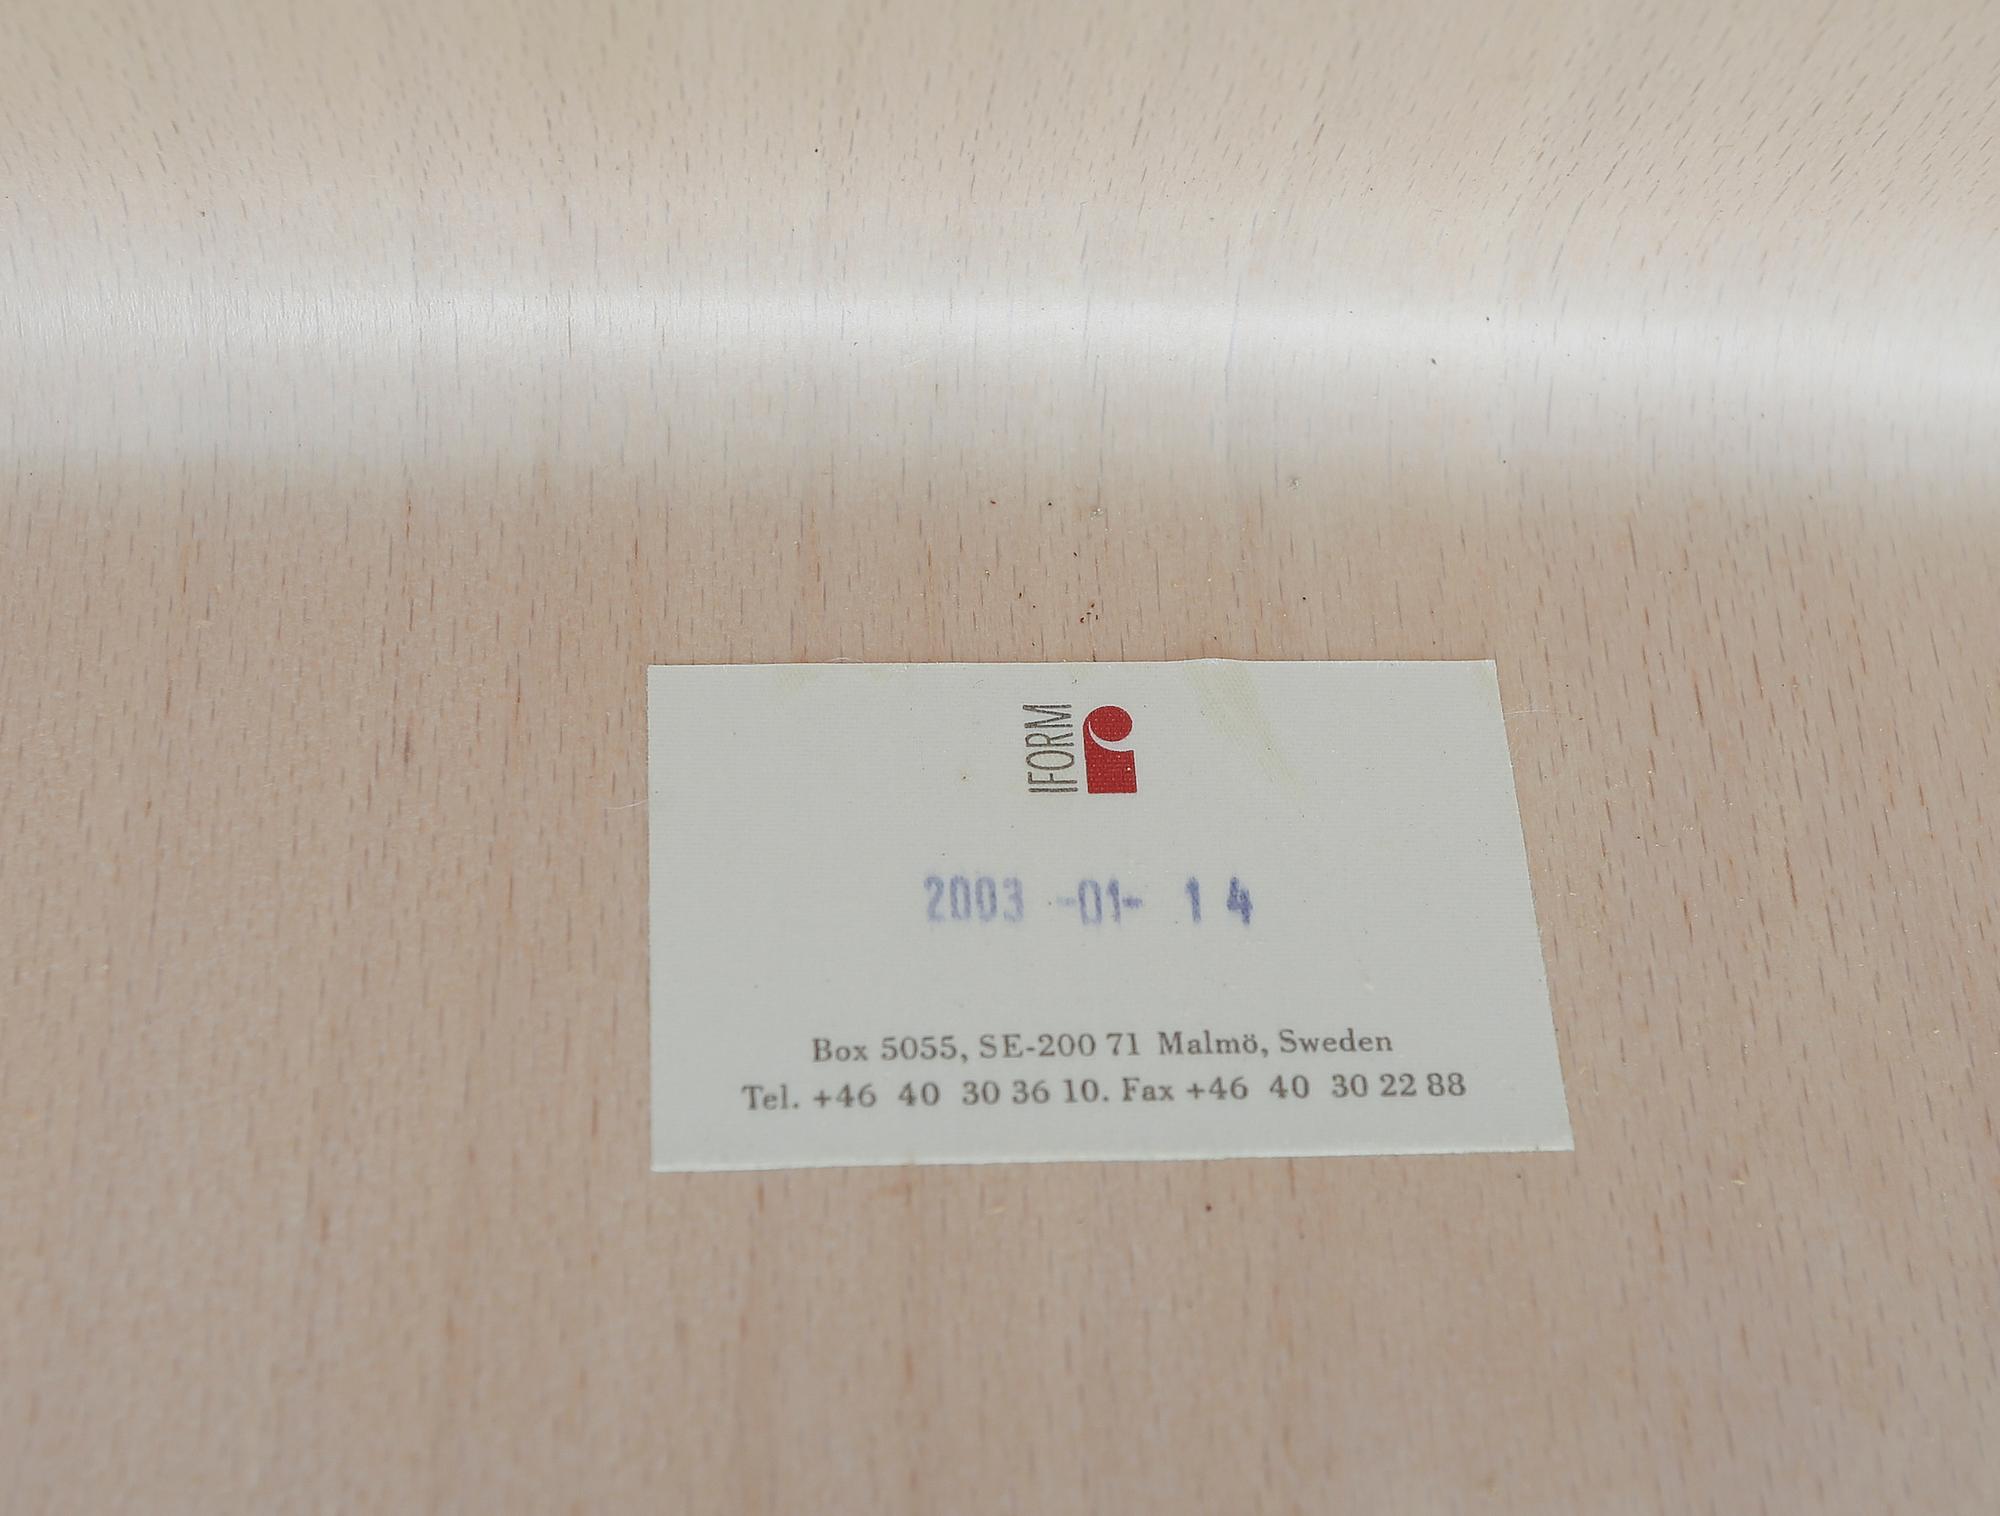 IFORM
2003 -01- 14
Box 5055, SE-200 71 Malmö, Sweden
Tel. +46 40 30 36 10. Fax +46 40 30 22 88